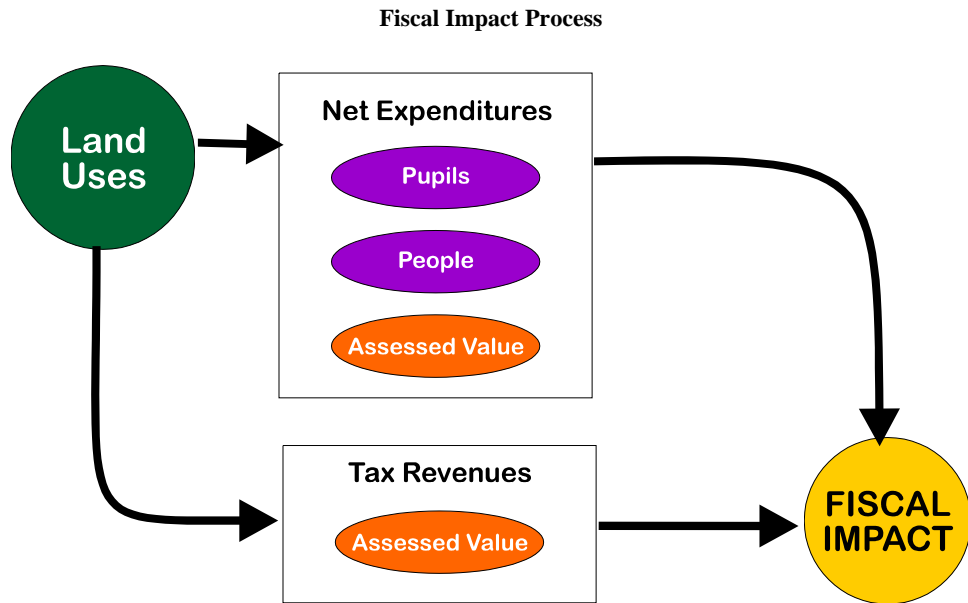 Fiscal Impact Process
Land
Uses
Net Expenditures
Pupils
People
Assessed Value
Tax Revenues
Assessed Value
FISCAL
IMPACT